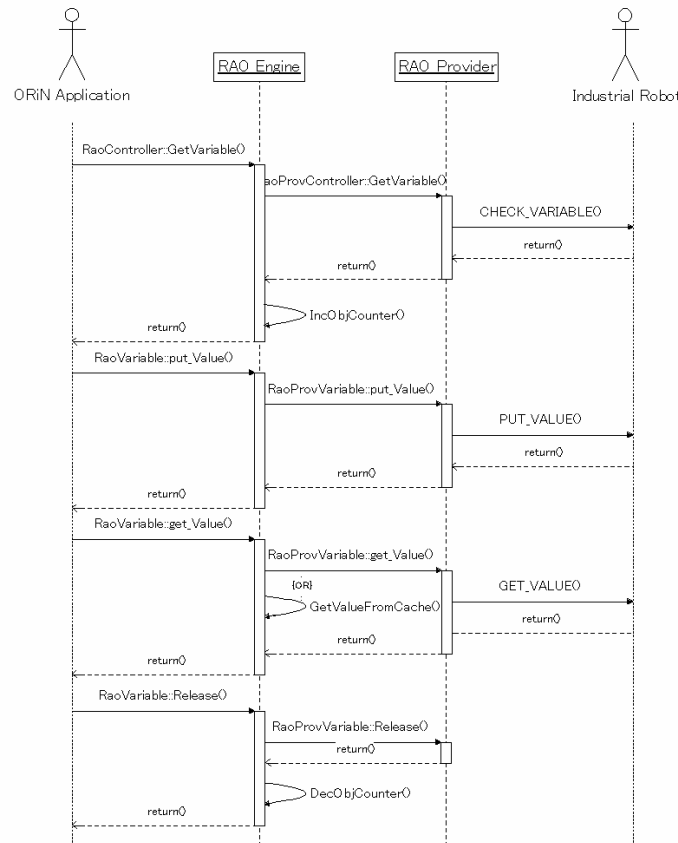 RAO Engine
RAO Provider
ORiN Application
Industrial Robot
RaoController::GetVariable()
aoProvController::GetVariable()
CHECK_VARIABLE()
return()
return()
IncObjCounter()
return()
RaoVariable::put_Value()
RaoProvVariable::put_Value()
PUT_VALUE()
return()
return()
return()
RaoVariable::get_Value()
RaoProvVariable::get_Value()
{OR}
GET_VALUE()
GetValueFromCache()
return()
return()
return()
RaoVariable::Release()
RaoProvVariable::Release()
return()
DecObjCounter()
return()